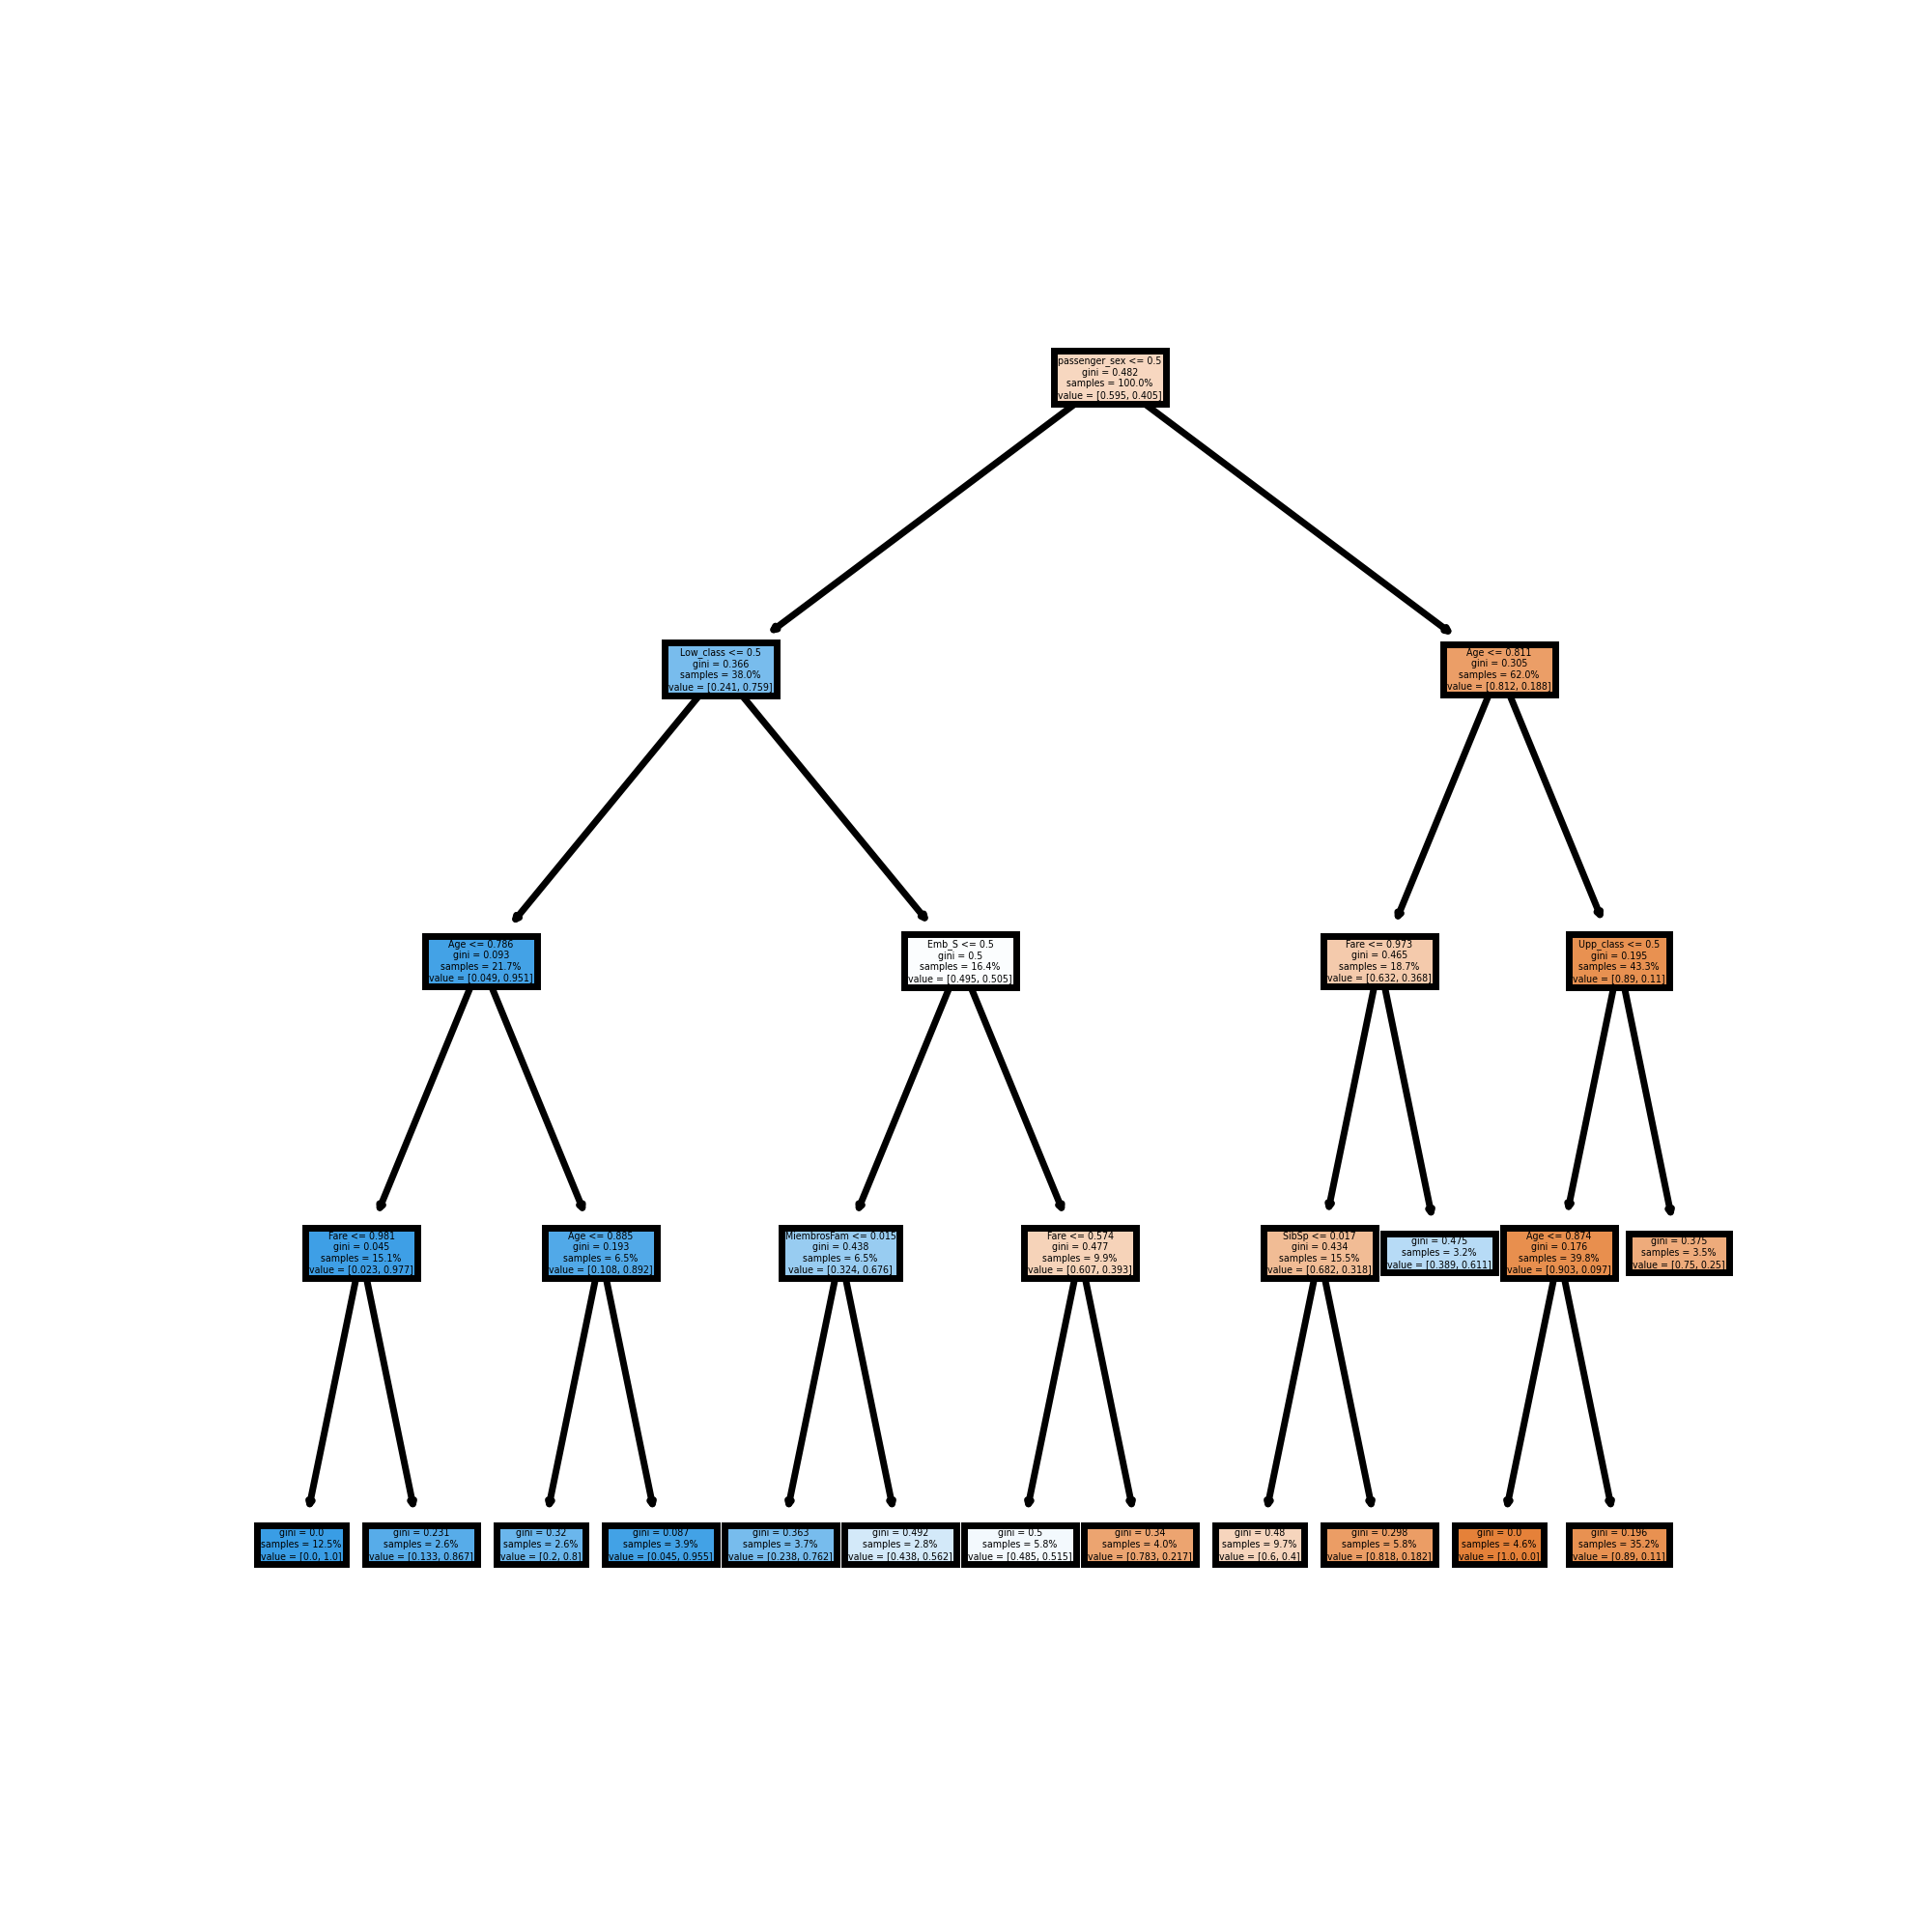 passenger_sex <= 0.5
gini = 0.482
samples = 100.0%
value = [0.595, 0.405]
Low_class <= 0.5
gini = 0.366
samples = 38.0%
value = [0.241, 0.759]
Age <= 0.811
gini = 0.305
samples = 62.0%
value = [0.812, 0.188]
Age <= 0.786
gini = 0.093
samples = 21.7%
value = [0.049, 0.951]
Emb_S <= 0.5
gini = 0.5
samples = 16.4%
value = [0.495, 0.505]
Fare <= 0.973
gini = 0.465
samples = 18.7%
value = [0.632, 0.368]
Upp_class <= 0.5
gini = 0.195
samples = 43.3%
value = [0.89, 0.11]
Fare <= 0.981
gini = 0.045
samples = 15.1%
value = [0.023, 0.977]
Age <= 0.885
gini = 0.193
samples = 6.5%
value = [0.108, 0.892]
MiembrosFam <= 0.015
gini = 0.438
samples = 6.5%
value = [0.324, 0.676]
Fare <= 0.574
gini = 0.477
samples = 9.9%
value = [0.607, 0.393]
SibSp <= 0.017
gini = 0.434
samples = 15.5%
value = [0.682, 0.318]
gini = 0.475
samples = 3.2%
value = [0.389, 0.611]
Age <= 0.874
gini = 0.176
samples = 39.8%
value = [0.903, 0.097]
gini = 0.375
samples = 3.5%
value = [0.75, 0.25]
gini = 0.0
samples = 12.5%
value = [0.0, 1.0]
gini = 0.231
samples = 2.6%
value = [0.133, 0.867]
gini = 0.32
samples = 2.6%
value = [0.2, 0.8]
gini = 0.087
samples = 3.9%
value = [0.045, 0.955]
gini = 0.363
samples = 3.7%
value = [0.238, 0.762]
gini = 0.492
samples = 2.8%
value = [0.438, 0.562]
gini = 0.5
samples = 5.8%
value = [0.485, 0.515]
gini = 0.34
samples = 4.0%
value = [0.783, 0.217]
gini = 0.48
samples = 9.7%
value = [0.6, 0.4]
gini = 0.298
samples = 5.8%
value = [0.818, 0.182]
gini = 0.0
samples = 4.6%
value = [1.0, 0.0]
gini = 0.196
samples = 35.2%
value = [0.89, 0.11]